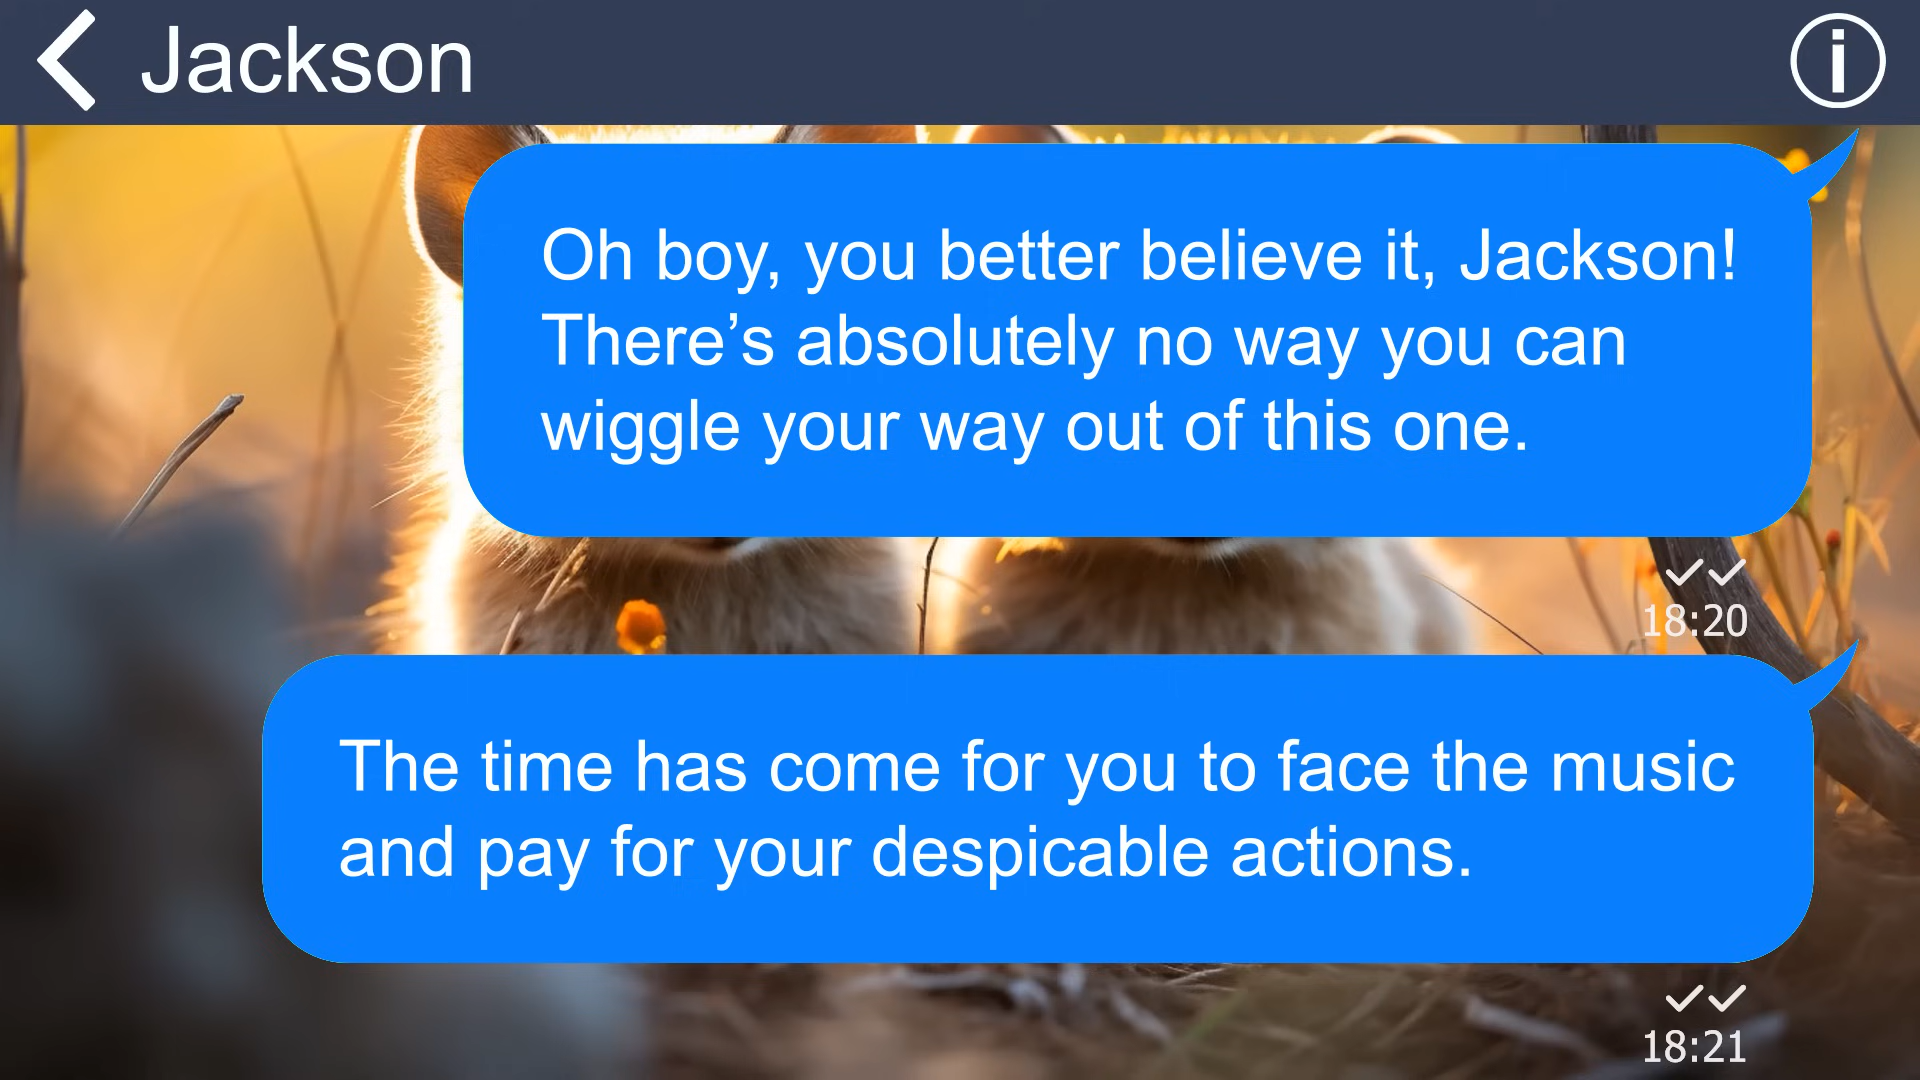 Jackson
Oh boy, you better believe it, Jackson!
There’s absolutely no way you can
wiggle your way out of this one.
18:20
The time has come for you to face the music
and pay for your despicable actions.
18:21